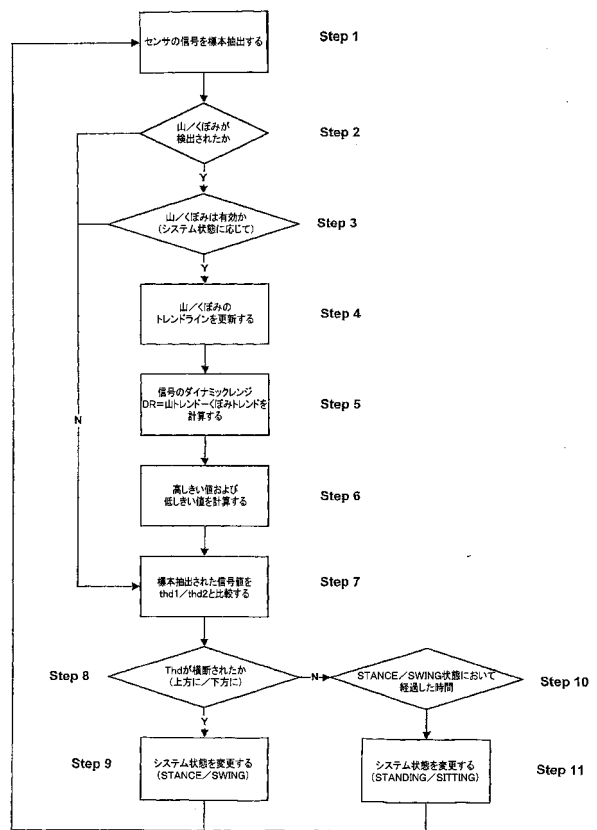 センサの信号を標本抽出する
Step 1
山／くぼみが
検出されたか
Step 2
Y
山／くぼみは有効か
(システム状態に応じて)
Step 3
Y
山／くぼみの
トレンドラインを更新する
Step 4
信号のダイナミックレンジ
DR＝山トレンドーくぼみトレンドを
計算する
Step 5
N
高しきい値および
低しきい値を計算する
Step 6
標本抽出された信号値を
thd1／thd2と比較する
Step 7
Step 8
Thdが横断されたか
(上方に／下方に)
N
STANCE／SWING状態において
経過した時間
Step 10
Y
Step 9
システム状態を変更する
(STANCE／SWING)
システム状態を変更する
(STANDING／SITTING)
Step 11